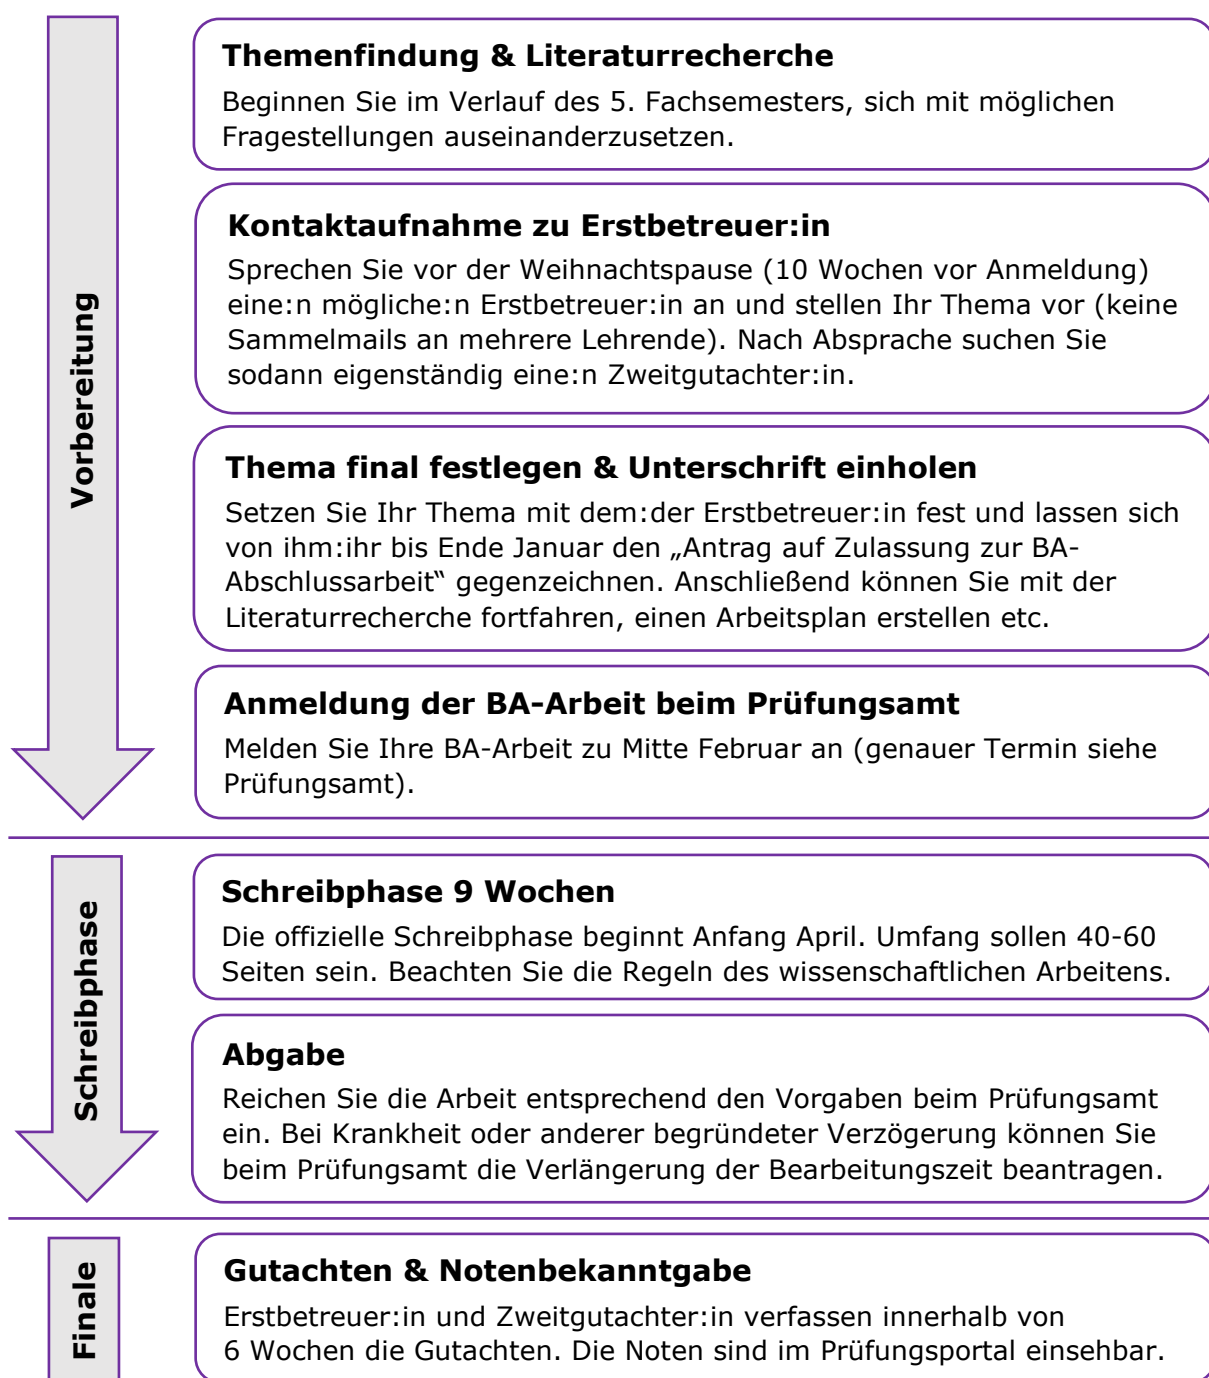 Vorbereitung
Themenfindung & Literaturrecherche
Beginnen Sie im Verlauf des 5. Fachsemesters, sich mit möglichen
Fragestellungen auseinanderzusetzen.
Kontaktaufnahme zu Erstbetreuer:in
Sprechen Sie vor der Weihnachtspause (10 Wochen vor Anmeldung)
eine:n mögliche:n Erstbetreuer:in an und stellen Ihr Thema vor (keine
Sammelmails an mehrere Lehrende). Nach Absprache suchen Sie
sodann eigenständig eine:n Zweitgutachter:in.
Thema final festlegen & Unterschrift einholen
Setzen Sie Ihr Thema mit dem:der Erstbetreuer:in fest und lassen sich
von ihm:ihr bis Ende Januar den „Antrag auf Zulassung zur BA-
Abschlussarbeit“ gegenzeichnen. Anschließend können Sie mit der
Literaturrecherche fortfahren, einen Arbeitsplan erstellen etc.
Anmeldung der BA-Arbeit beim Prüfungsamt
Melden Sie Ihre BA-Arbeit zu Mitte Februar an (genauer Termin siehe
Prüfungsamt).
Schreibphase
Schreibphase 9 Wochen
Die offizielle Schreibphase beginnt Anfang April. Umfang sollen 40-60
Seiten sein. Beachten Sie die Regeln des wissenschaftlichen Arbeitens.
Abgabe
Reichen Sie die Arbeit entsprechend den Vorgaben beim Prüfungsamt
ein. Bei Krankheit oder anderer begründeter Verzögerung können Sie
beim Prüfungsamt die Verlängerung der Bearbeitungszeit beantragen.
Finale
Gutachten & Notenbekanntgabe
Erstbetreuer:in und Zweitgutachter:in verfassen innerhalb von
6 Wochen die Gutachten. Die Noten sind im Prüfungsportal einsehbar.